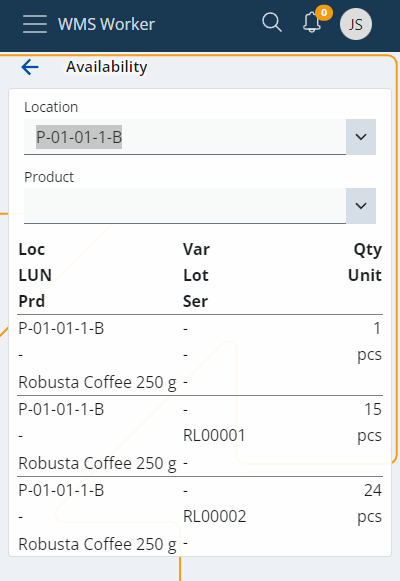 WMS Worker 0 JS
Availability
Location
P-01-01-1-B
Product
Loc Var Qty
LUN Lot Unit
Prd Ser
P-01-01-1-B - 1
- - pcs
Robusta Coffee 250 g -
P-01-01-1-B - 15
- RL00001 pcs
Robusta Coffee 250 g -
P-01-01-1-B - 24
- RL00002 pcs
Robusta Coffee 250 g -